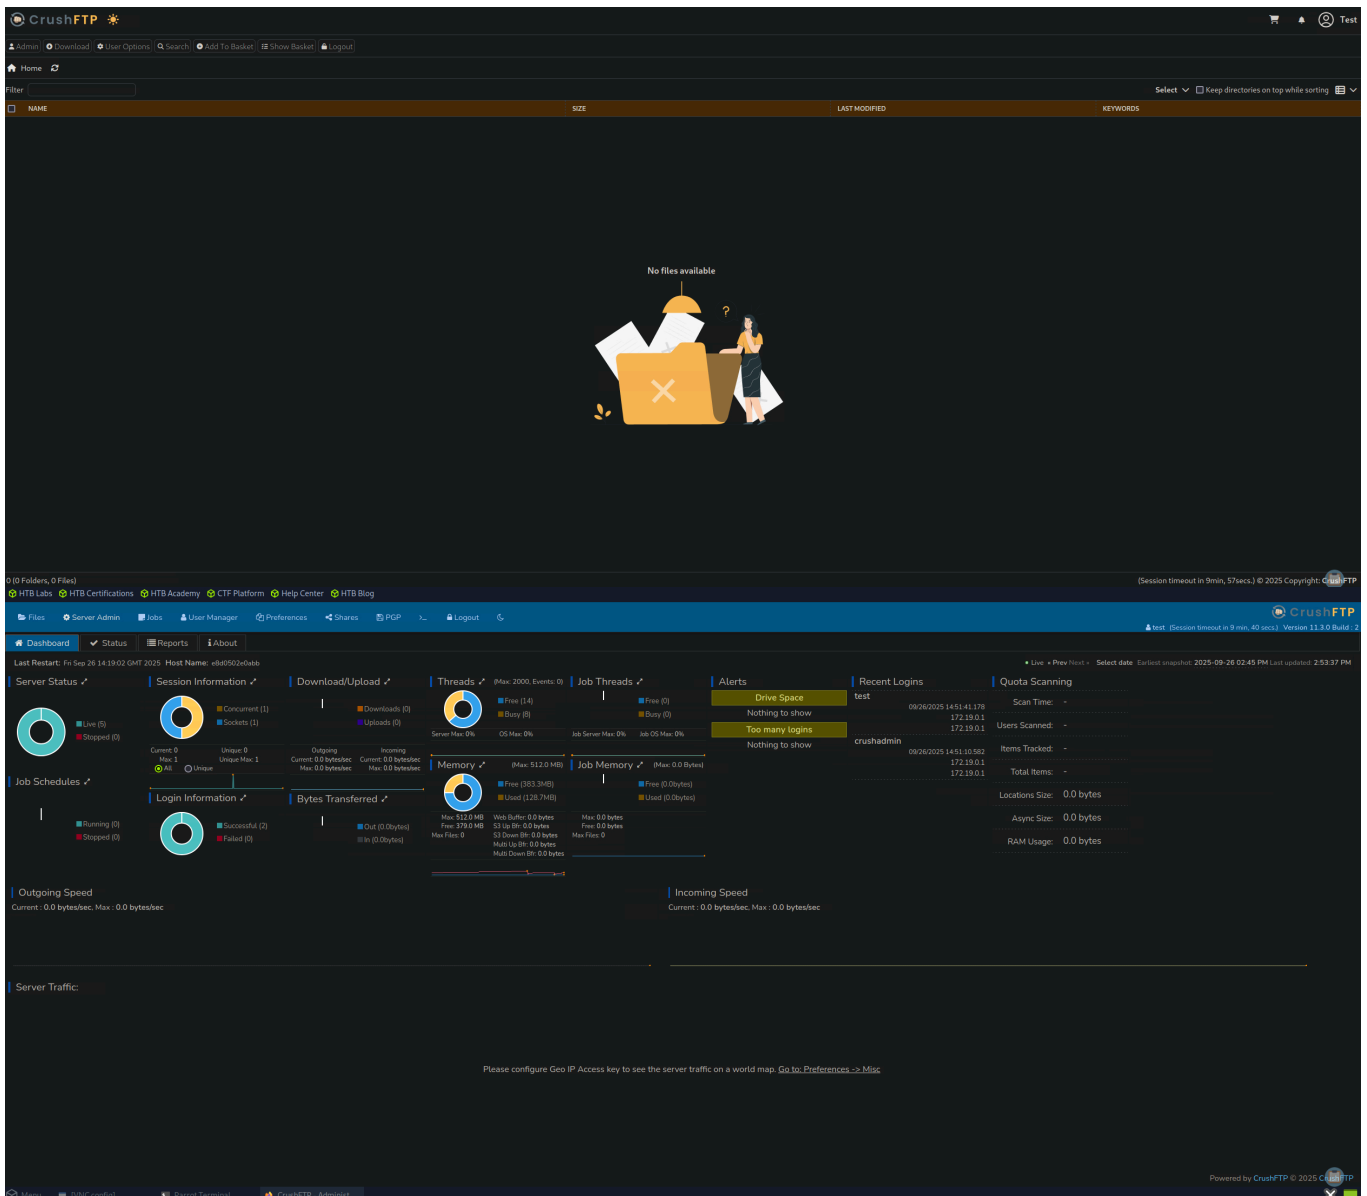 CrushFTP Test
Admin Download User Options Search Add To Basket Show Basket Logout
Home
Filter Select Keep directories on top while sorting
NAME SIZE LAST MODIFIED KEYWORDS
No files available
?
0 (0 Folders, 0 Files) (Session timeout in 9min, 57secs.) © 2025 Copyright: CrushFTP
HTB Labs HTB Certifications HTB Academy CTF Platform Help Center HTB Blog
Files Server Admin Jobs User Manager Preferences Shares PGP >_ Logout CrushFTP
test (Session timeout in 9 min, 40 secs.) Version 11.3.0 Build : 2
Dashboard Status Reports About
Last Restart: Fri Sep 26 14:19:02 GMT 2025 Host Name: e8d0502e0abb Live « Prev Next » Select date Earliest snapshot: 2025-09-26 02:45 PM Last updated: 2:53:37 PM
Server Status
Live (5)
Stopped (0)
Job Schedules
Running (0)
Stopped (0)
Session Information
Concurrent (1)
Sockets (1)
Current: 0 Unique: 0
Max: 1 Unique Max: 1
All Unique
Login Information
Successful (2)
Failed (0)
Download/Upload
Downloads (0)
Uploads (0)
Outgoing Incoming
Current: 0.0 bytes/sec Current: 0.0 bytes/sec
Max: 0.0 bytes/sec Max: 0.0 bytes/sec
Bytes Transferred
Out (0.0bytes)
In (0.0bytes)
Threads (Max: 2000, Events: 0)
Free (14)
Busy (8)
Server Max: 0% OS Max: 0%
Memory (Max: 512.0 MB)
Free (383.3MB)
Used (128.7MB)
Max: 512.0 MB Web Buffer: 0.0 bytes
Free: 379.0 MB S3 Up Bfr: 0.0 bytes
Max Files: 0 S3 Down Bfr: 0.0 bytes
Multi Up Bfr: 0.0 bytes
Multi Down Bfr: 0.0 bytes
Job Threads
Free (0)
Busy (0)
Job Server Max: 0% Job OS Max: 0%
Job Memory (Max: 0.0 Bytes)
Free (0.0bytes)
Used (0.0bytes)
Max: 0.0 bytes
Free: 0.0 bytes
Max Files: 0
Alerts
Drive Space
Nothing to show
Too many logins
Nothing to show
Recent Logins
test
09/26/2025 14:51:41.178
172.19.0.1
172.19.0.1
crushadmin
09/26/2025 14:51:10.582
172.19.0.1
172.19.0.1
Quota Scanning
Scan Time: -
Users Scanned: -
Items Tracked: -
Total Items: -
Locations Size: 0.0 bytes
Async Size: 0.0 bytes
RAM Usage: 0.0 bytes
Outgoing Speed
Current : 0.0 bytes/sec, Max : 0.0 bytes/sec
Incoming Speed
Current : 0.0 bytes/sec, Max : 0.0 bytes/sec
Server Traffic:
Please configure Geo IP Access key to see the server traffic on a world map. Go to: Preferences -> Misc
Powered by CrushFTP © 2025 CrushFTP
Menu [VNC config] Parrot Terminal CrushFTP - Administ...